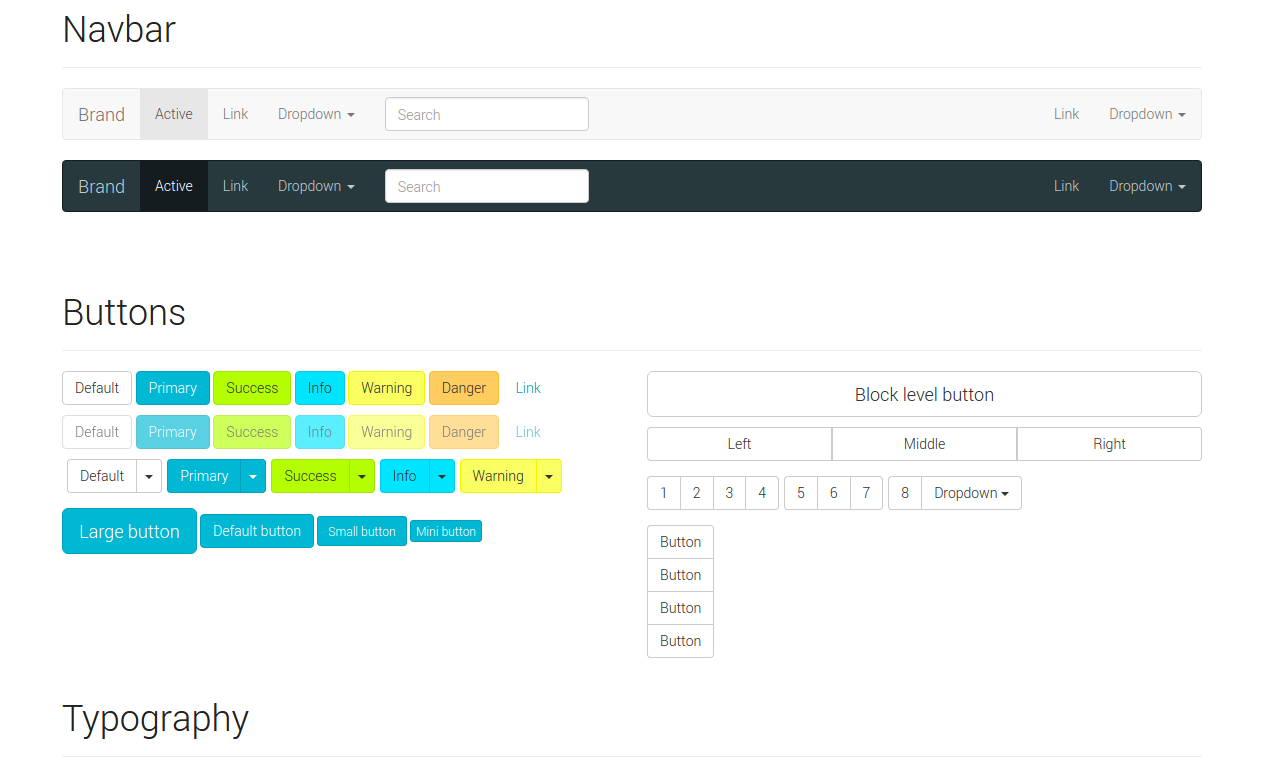 Navbar
Brand Active Link Dropdown Search Link Dropdown
Brand Active Link Dropdown Search Link Dropdown
Buttons
Default Primary Success Info Warning Danger Link
Default Primary Success Info Warning Danger Link
Default Primary Success Info Warning
Large button Default button Small button Mini button
Block level button
Left Middle Right
1 2 3 4 5 6 7 8 Dropdown
Button
Button
Button
Button
Typography